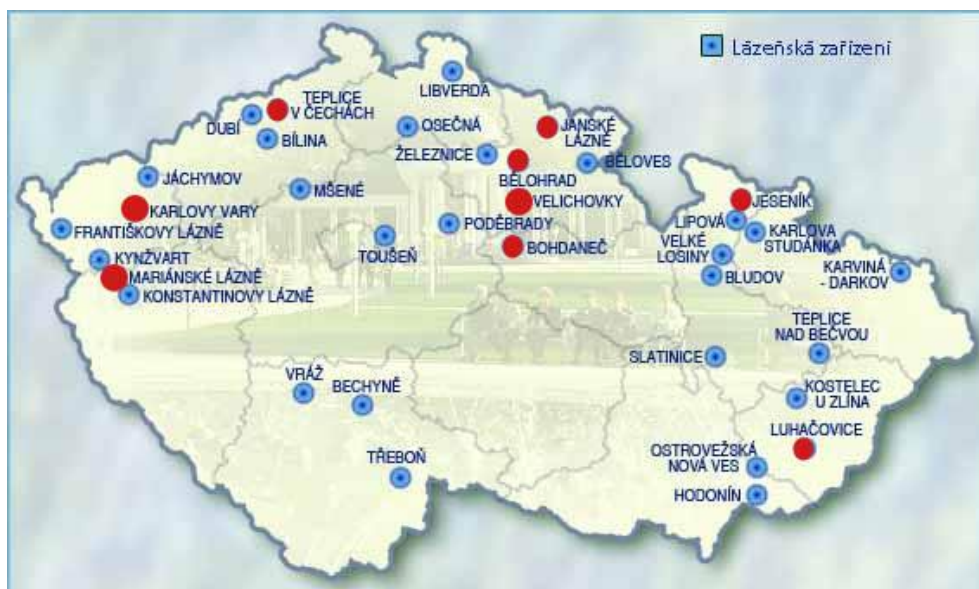 Lázeňská zařízení
LIBVERDA
TEPLICE
V ČECHÁCH
DUBÍ
BÍLINA
OSEČNÁ
JANSKÉ
LÁZNĚ
ŽELEZNICE
BĚLOVES
BĚLOHRAD
JÁCHYMOV
MŠENÉ
VELICHOVKY
JESENÍK
KARLOVY VARY
PODĚBRADY
LIPOVÁ
KARLOVA
STUDÁNKA
FRANTIŠKOVY LÁZNĚ
TOUŠEŇ
BOHDANEČ
VELKÉ
LOSINY
KYNŽVART
MARIÁNSKÉ LÁZNĚ
BLUDOV
KARVINÁ
- DARKOV
KONSTANTINOVY LÁZNĚ
TEPLICE
NAD BEČVOU
SLATINICE
VRÁŽ
BECHYNĚ
KOSTELEC
U ZLÍNA
LUHAČOVICE
TŘEBOŇ
OSTROVEŽSKÁ
NOVÁ VES
HODONÍN